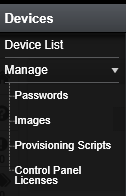 Devices
Device List
Manage
Passwords
Images
Provisioning Scripts
Control Panel
Licenses